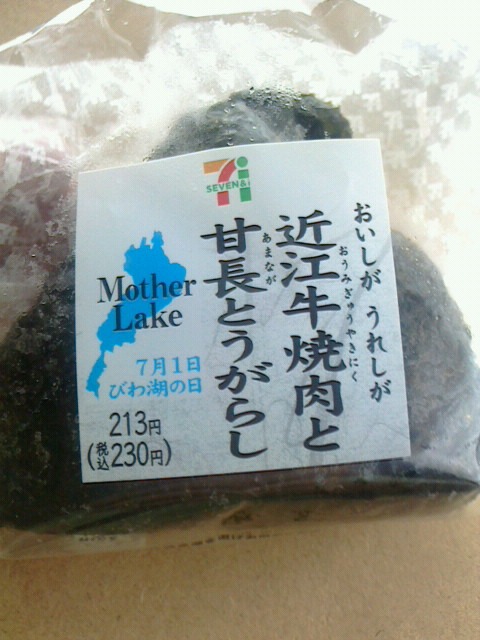 SEVEN&i
おいしが うれしが
近江牛焼肉と
おうみぎゅうやきにく
甘長とうがらし
あまなが
Mother
Lake
7月1日
びわ湖の日
213円
(税込230円)